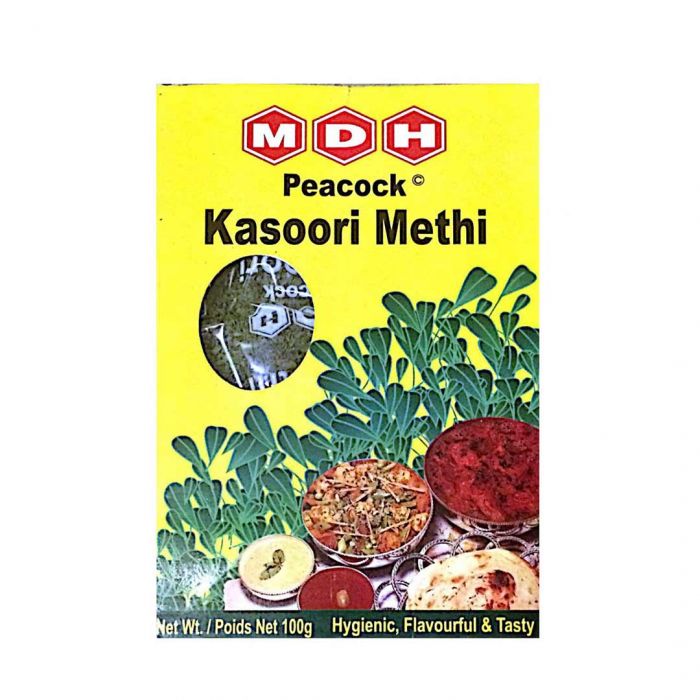 MDH
Peacock ©
Kasoori Methi
Net Wt. / Poids Net 100g Hygienic, Flavourful & Tasty